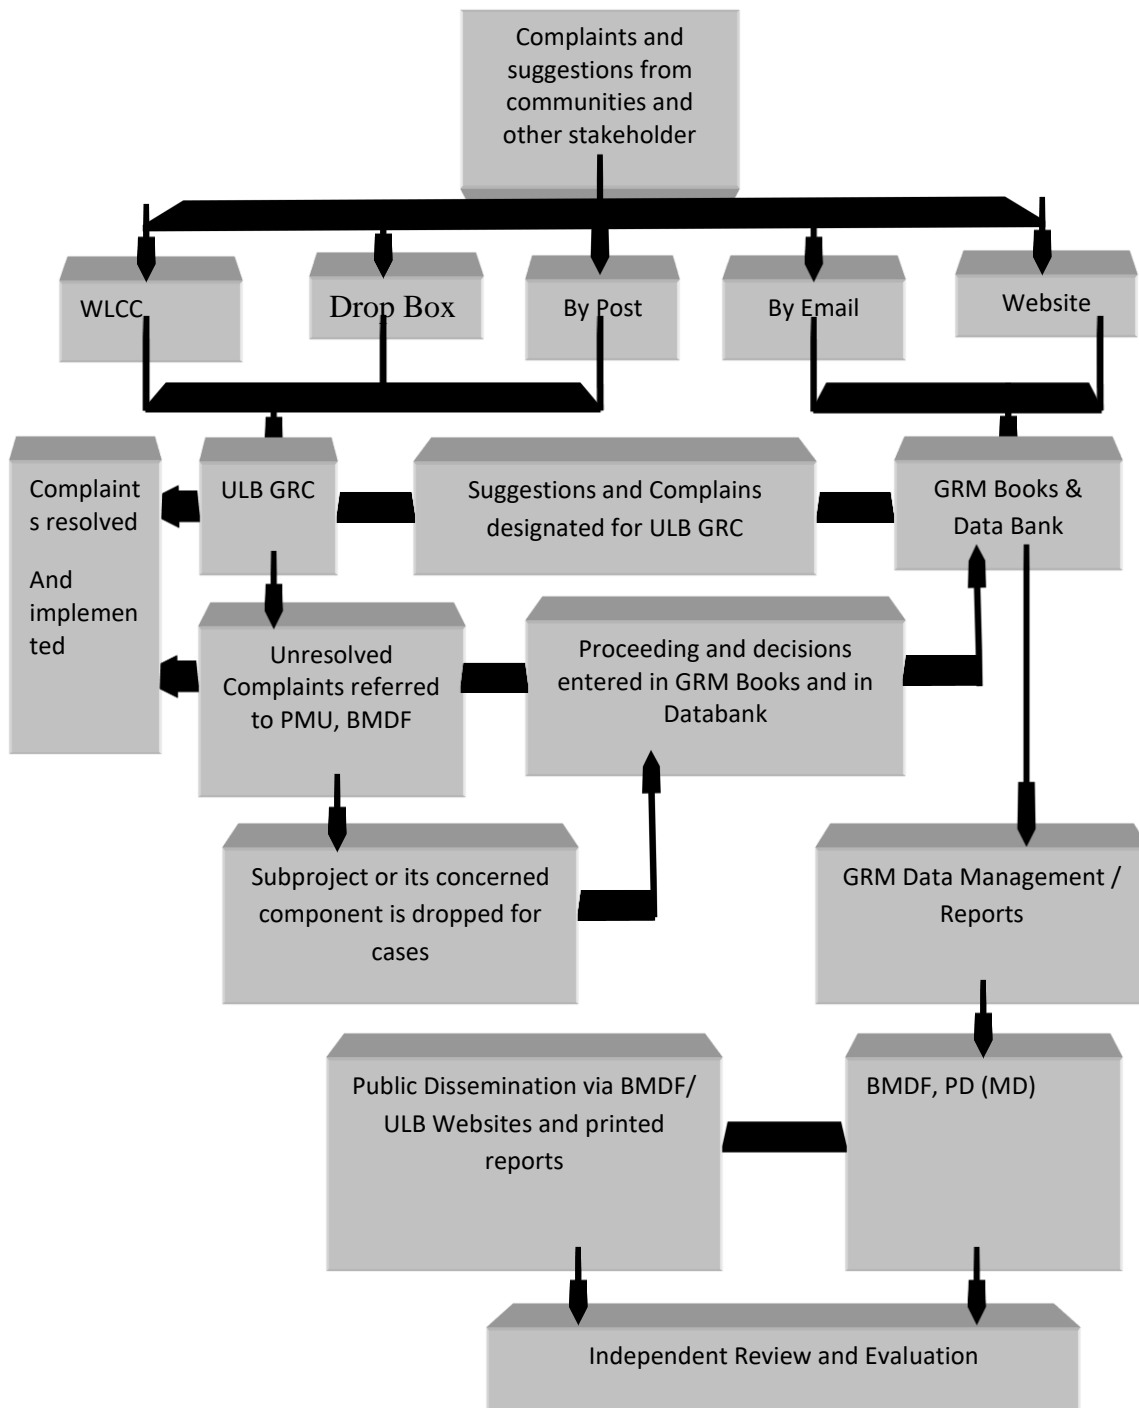 Complaints and
suggestions from
communities and
other stakeholder
WLCC
Drop Box
By Post
By Email
Website
Complaint
s resolved
And
implemen
ted
ULB GRC
Suggestions and Complains
designated for ULB GRC
GRM Books &
Data Bank
Unresolved
Complaints referred
to PMU, BMDF
Proceeding and decisions
entered in GRM Books and in
Databank
Subproject or its concerned
component is dropped for
cases
GRM Data Management /
Reports
Public Dissemination via BMDF/
ULB Websites and printed
reports
BMDF, PD (MD)
Independent Review and Evaluation